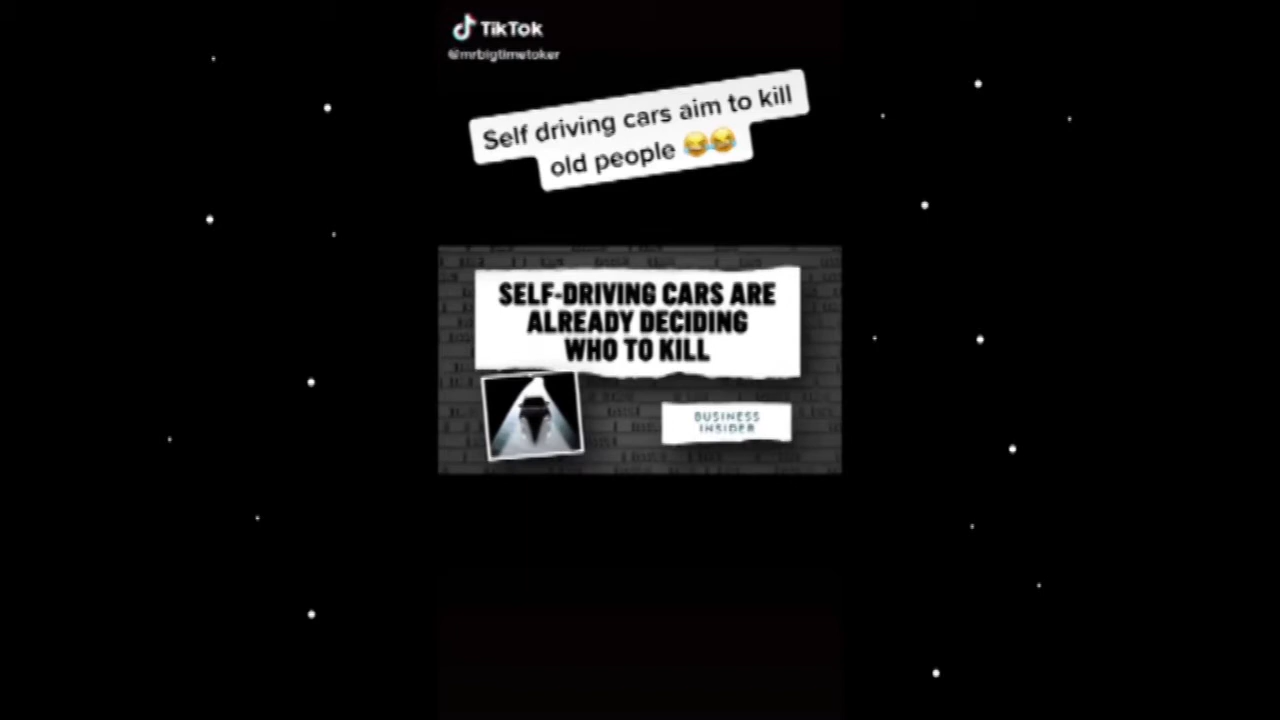 TikTok
@mrbigtimetoker
Self driving cars aim to kill
old people 😂😂
SELF-DRIVING CARS ARE
ALREADY DECIDING
WHO TO KILL
BUSINESS
INSIDER